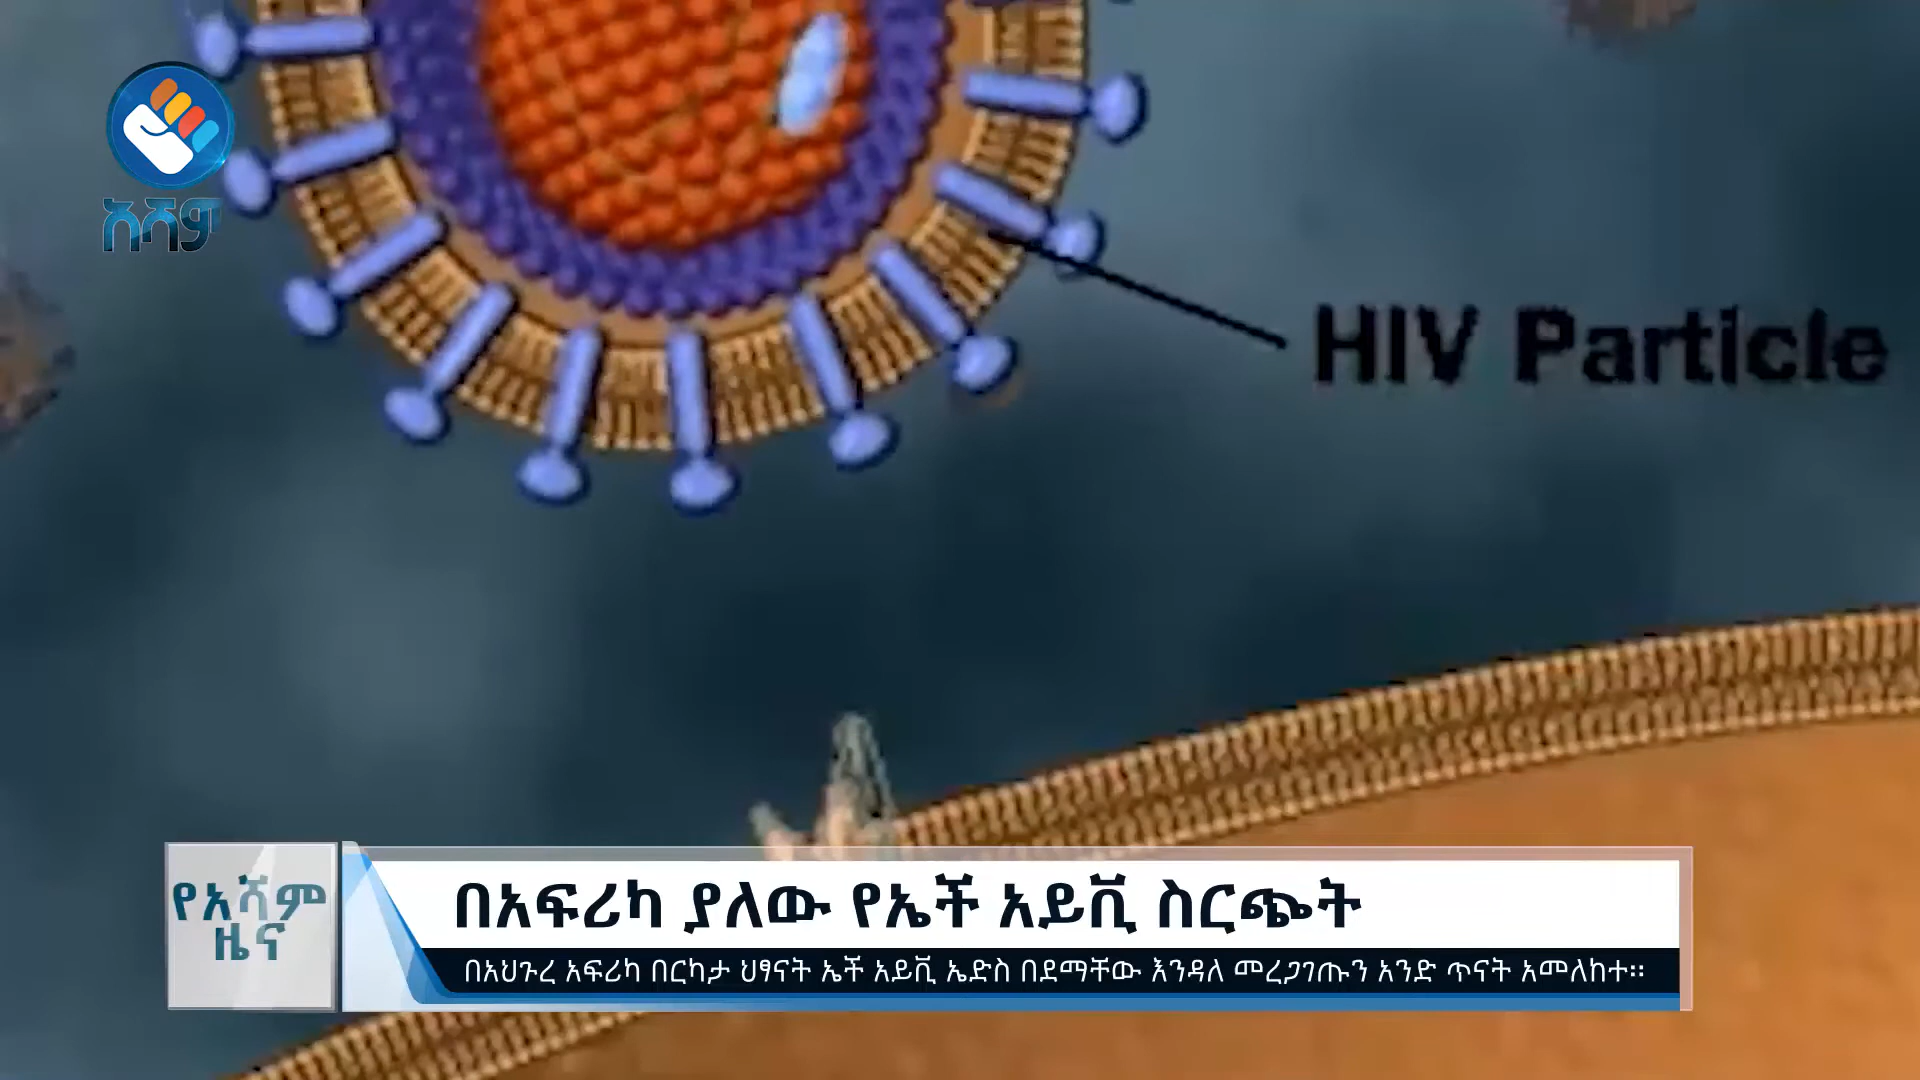 አሻም
HIV Particle
የአሻም
ዜና
በአፍሪካ ያለው የኤች አይቪ ስርጭት
በአህጉረ አፍሪካ በርካታ ህፃናት ኤች አይቪ ኤድስ በደማቸው እንዳለ መረጋገጡን አንድ ጥናት አመለከተ።